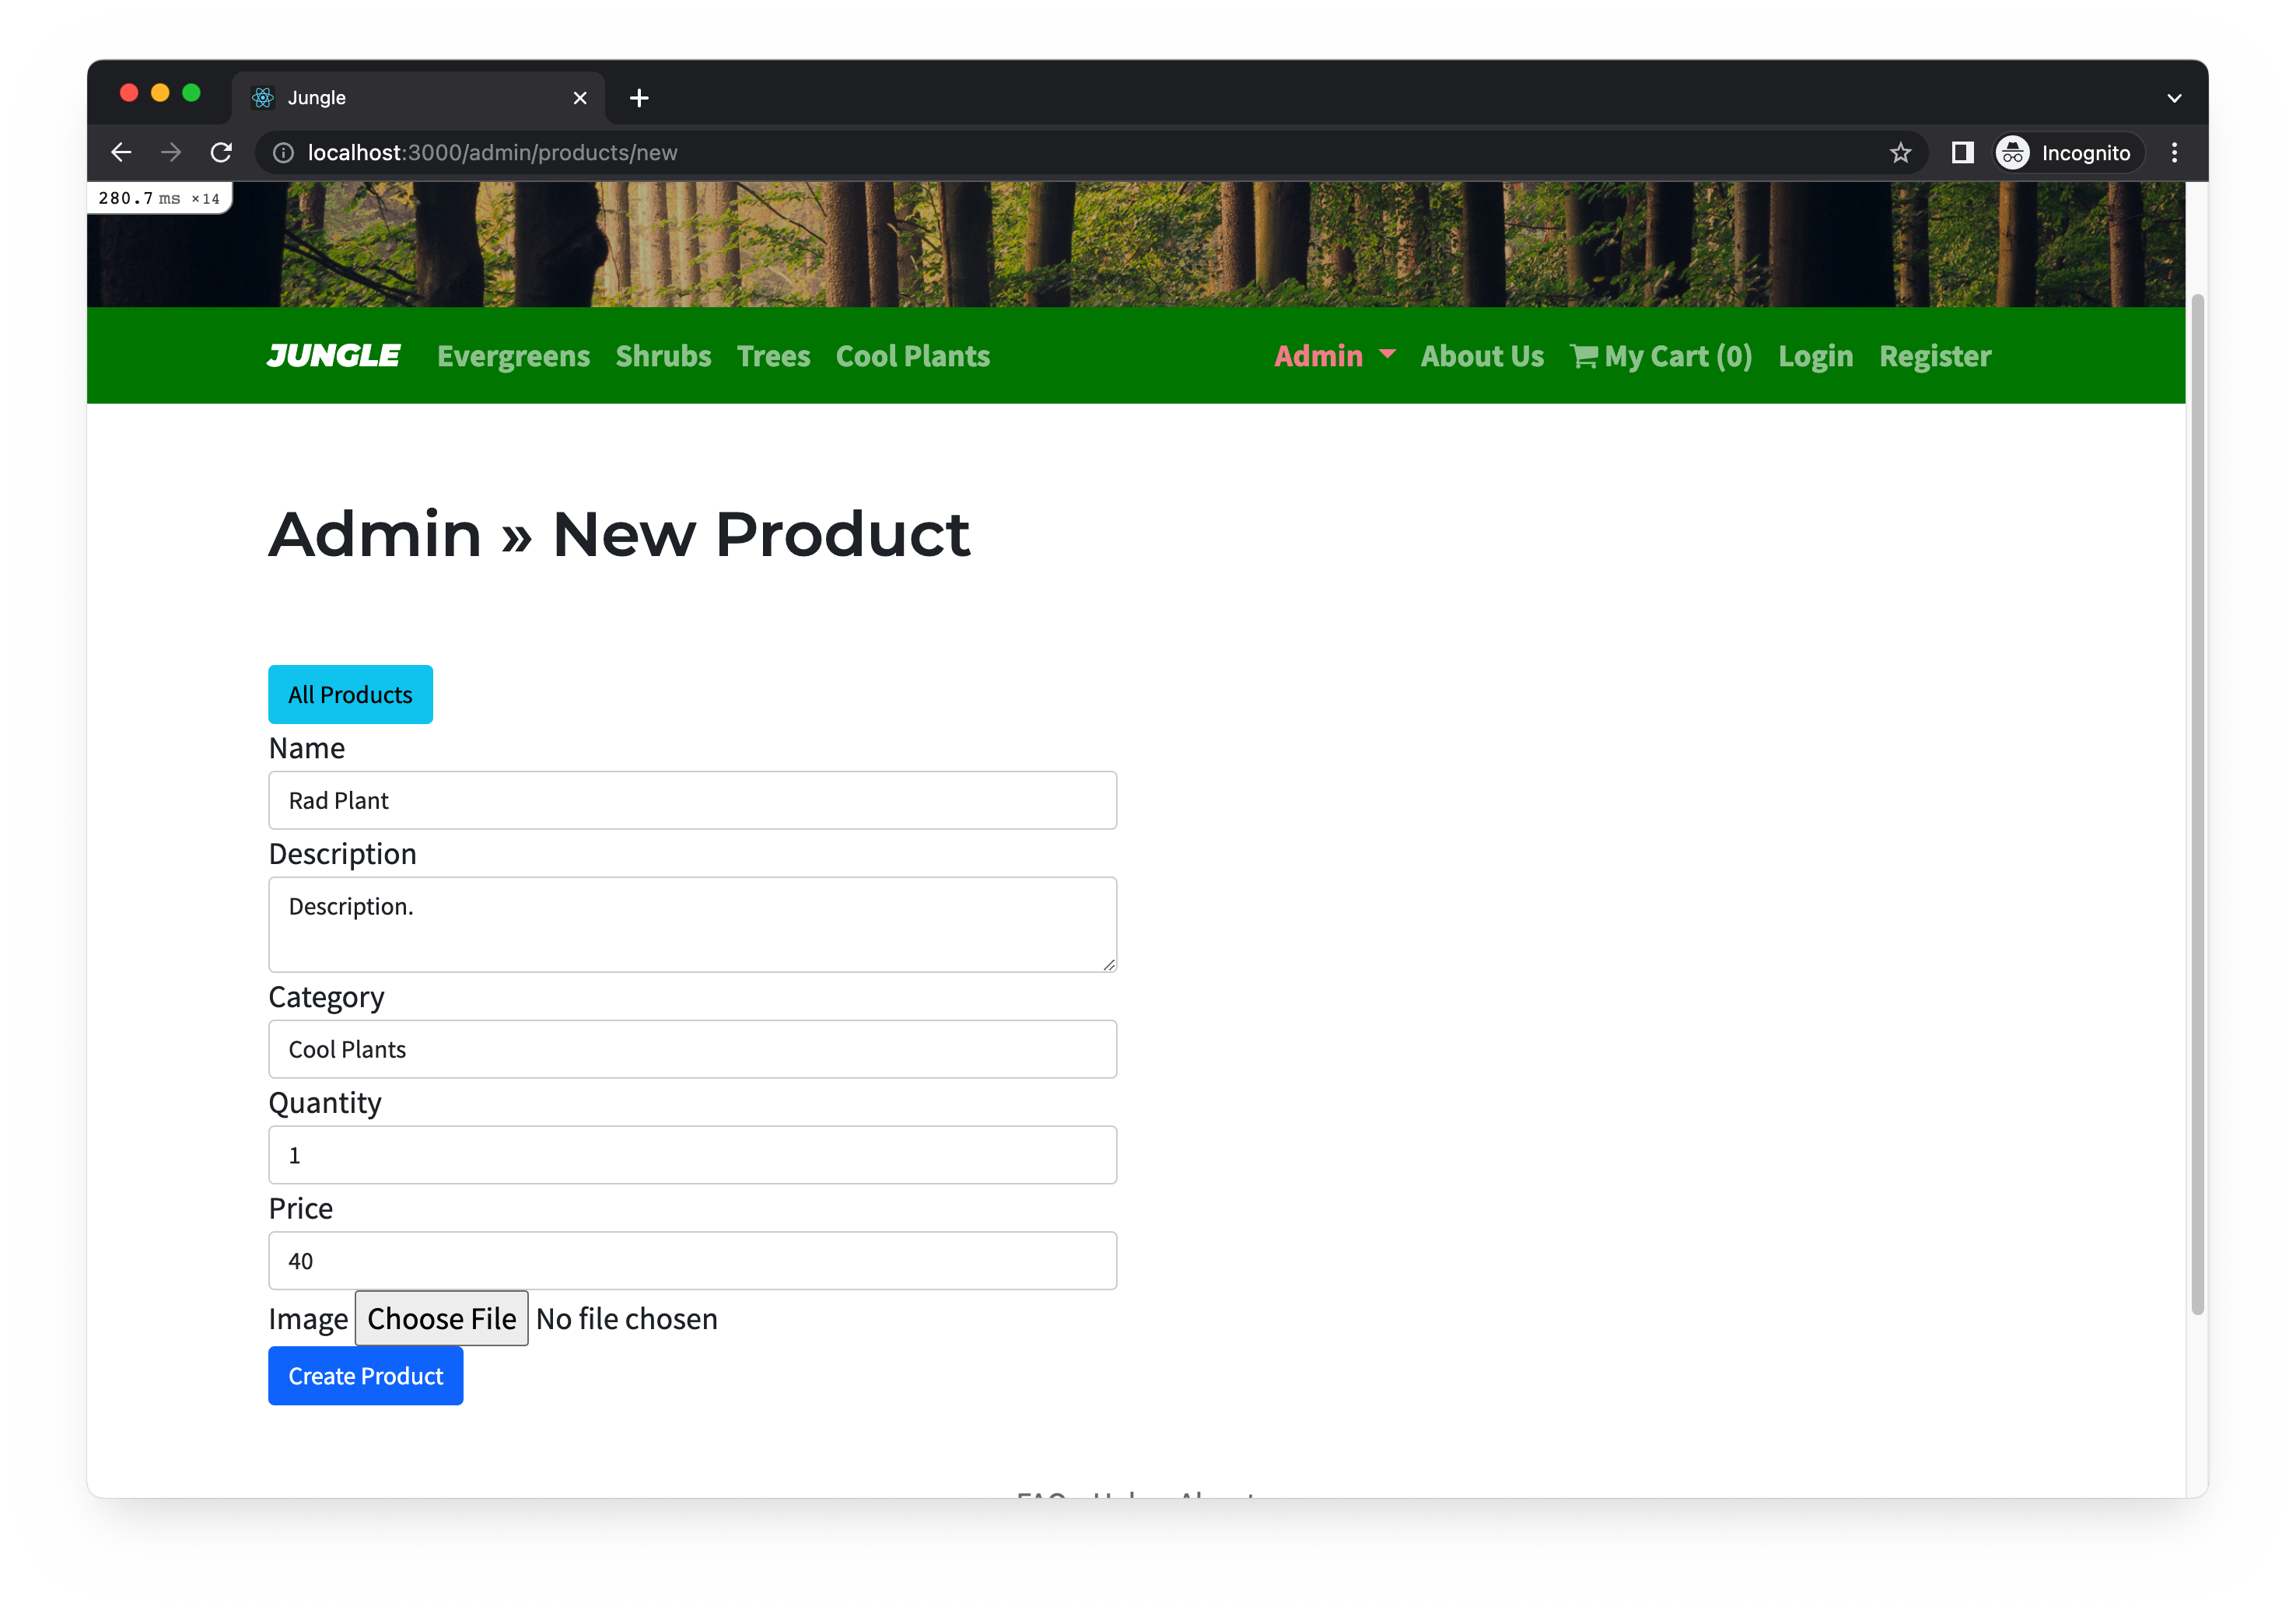 Jungle
localhost:3000/admin/products/new
Incognito
280.7 ms ×14
JUNGLE Evergreens Shrubs Trees Cool Plants Admin About Us My Cart (0) Login Register
Admin » New Product
All Products
Name
Rad Plant
Description
Description.
Category
Cool Plants
Quantity
1
Price
40
Image Choose File No file chosen
Create Product